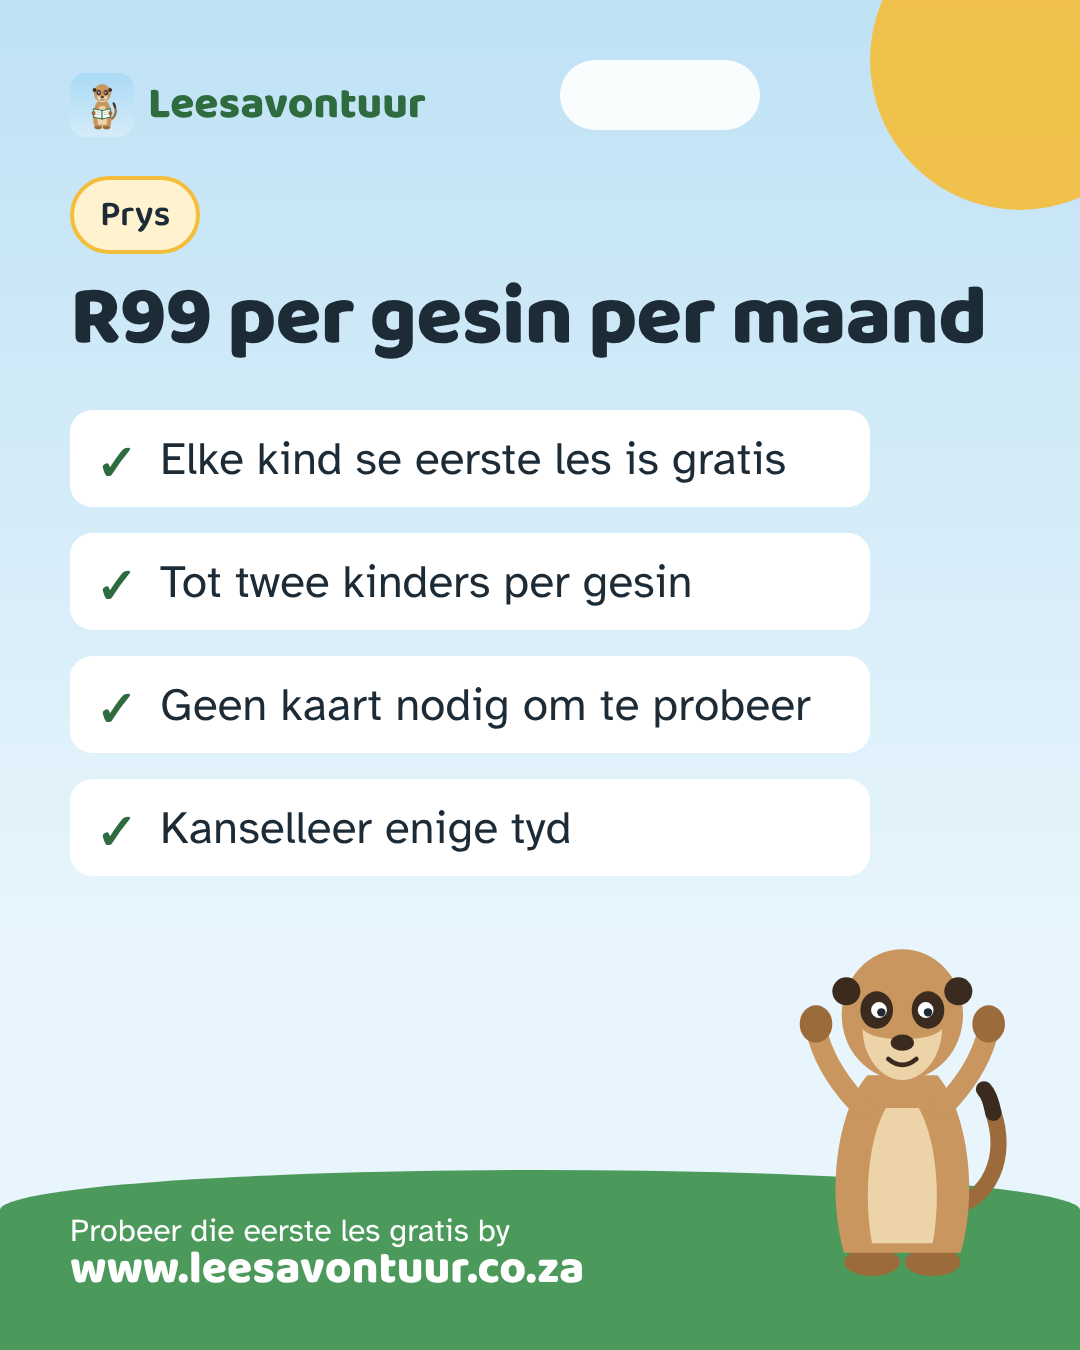 Leesavontuur
Prys
R99 per gesin per maand
✓ Elke kind se eerste les is gratis
✓ Tot twee kinders per gesin
✓ Geen kaart nodig om te probeer
✓ Kanselleer enige tyd
Probeer die eerste les gratis by
www.leesavontuur.co.za